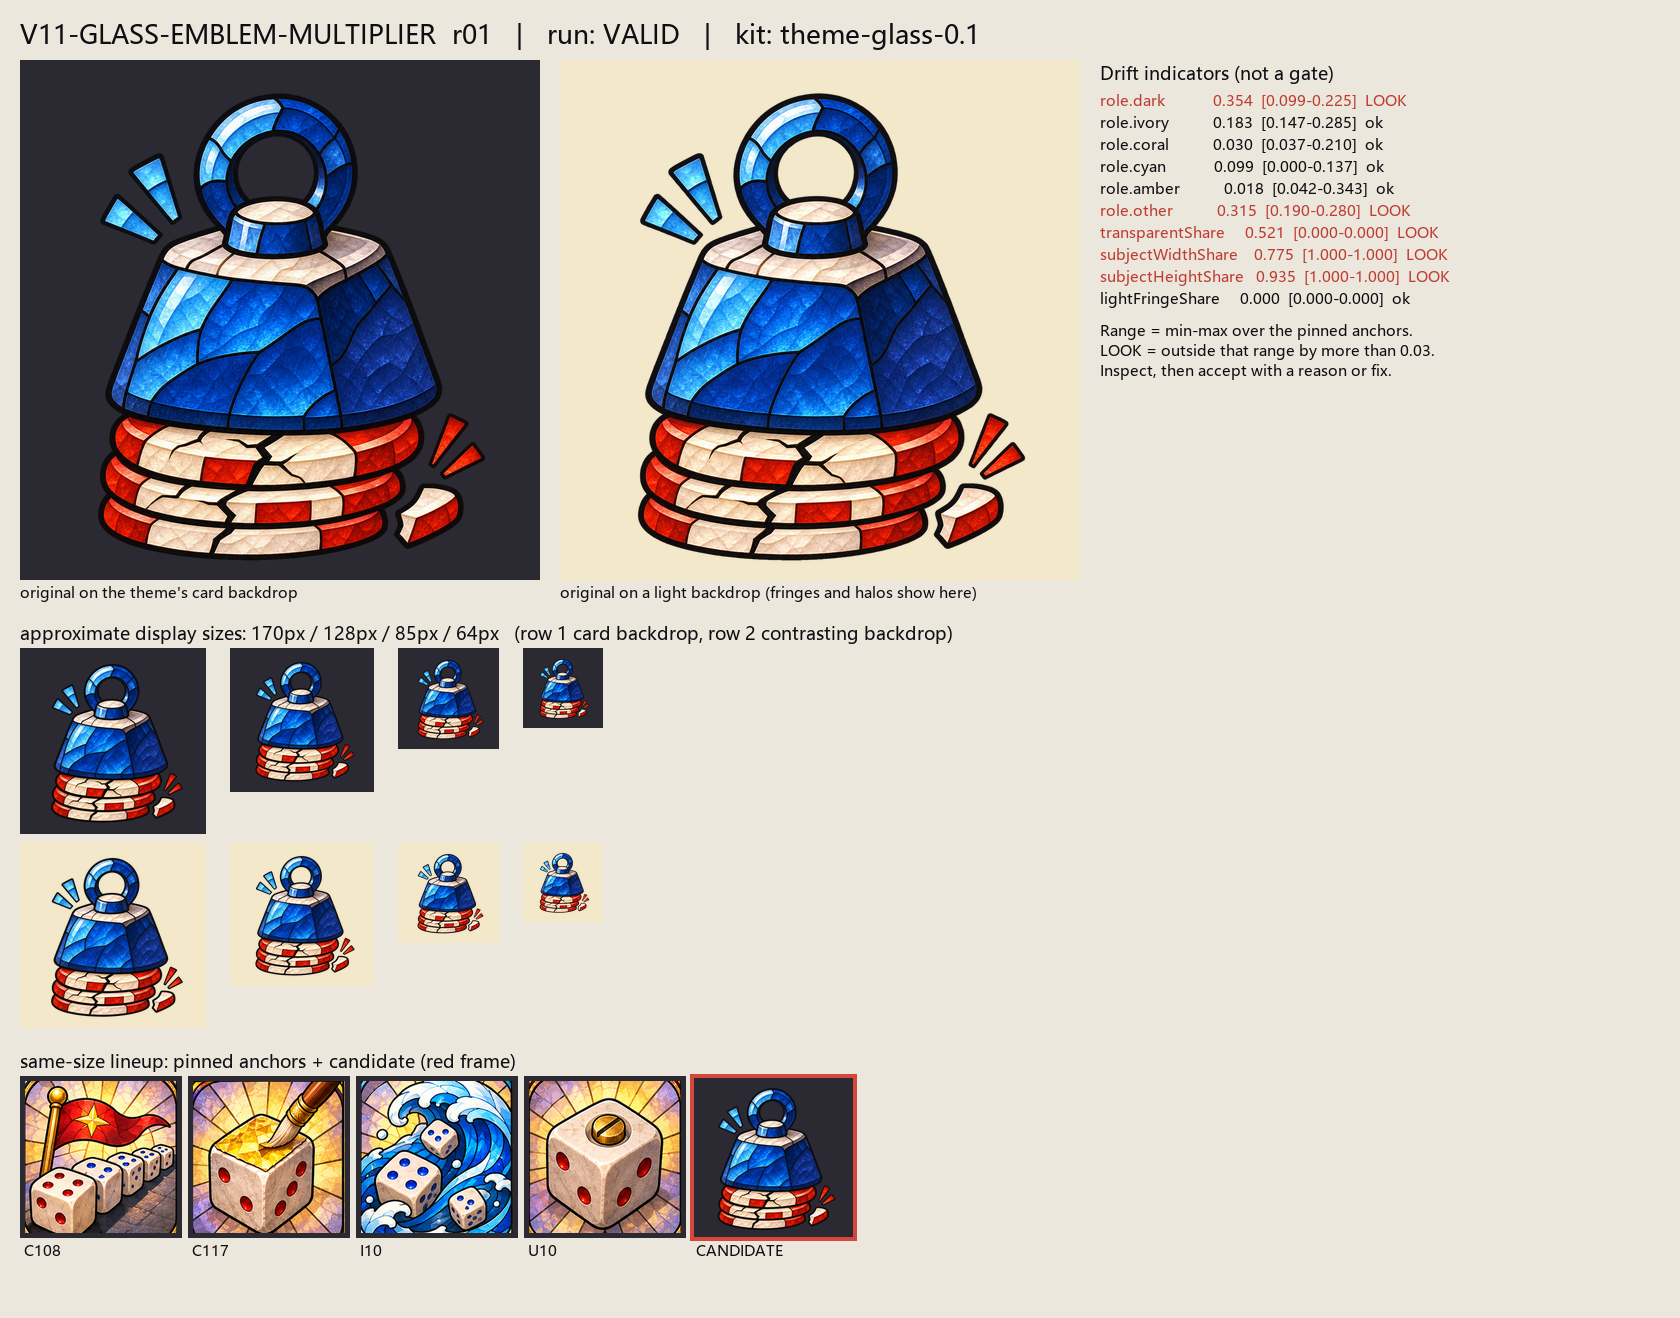 V11-GLASS-EMBLEM-MULTIPLIER  r01   |   run: VALID   |   kit: theme-glass-0.1
Drift indicators (not a gate)
role.dark 0.354 [0.099-0.225] LOOK
role.ivory 0.183 [0.147-0.285] ok
role.coral 0.030 [0.037-0.210] ok
role.cyan 0.099 [0.000-0.137] ok
role.amber 0.018 [0.042-0.343] ok
role.other 0.315 [0.190-0.280] LOOK
transparentShare 0.521 [0.000-0.000] LOOK
subjectWidthShare 0.775 [1.000-1.000] LOOK
subjectHeightShare 0.935 [1.000-1.000] LOOK
lightFringeShare 0.000 [0.000-0.000] ok
Range = min-max over the pinned anchors.
LOOK = outside that range by more than 0.03.
Inspect, then accept with a reason or fix.
original on the theme's card backdrop
original on a light backdrop (fringes and halos show here)
approximate display sizes: 170px / 128px / 85px / 64px   (row 1 card backdrop, row 2 contrasting backdrop)
same-size lineup: pinned anchors + candidate (red frame)
C108
C117
I10
U10
CANDIDATE